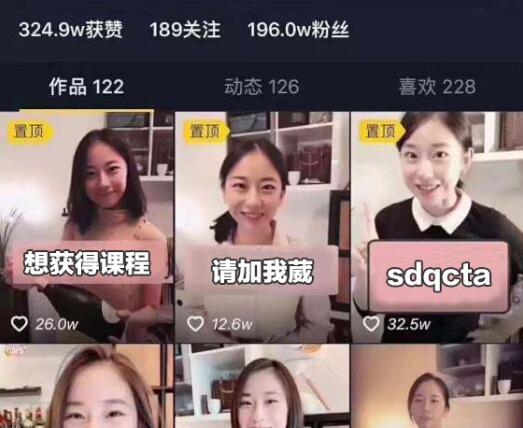 324.9w获赞 189关注 196.0w粉丝
作品 122 动态 126 喜欢 228
置顶 置顶 置顶
想获得课程 请加我葳 sdqcta
26.0w 12.6w 32.5w